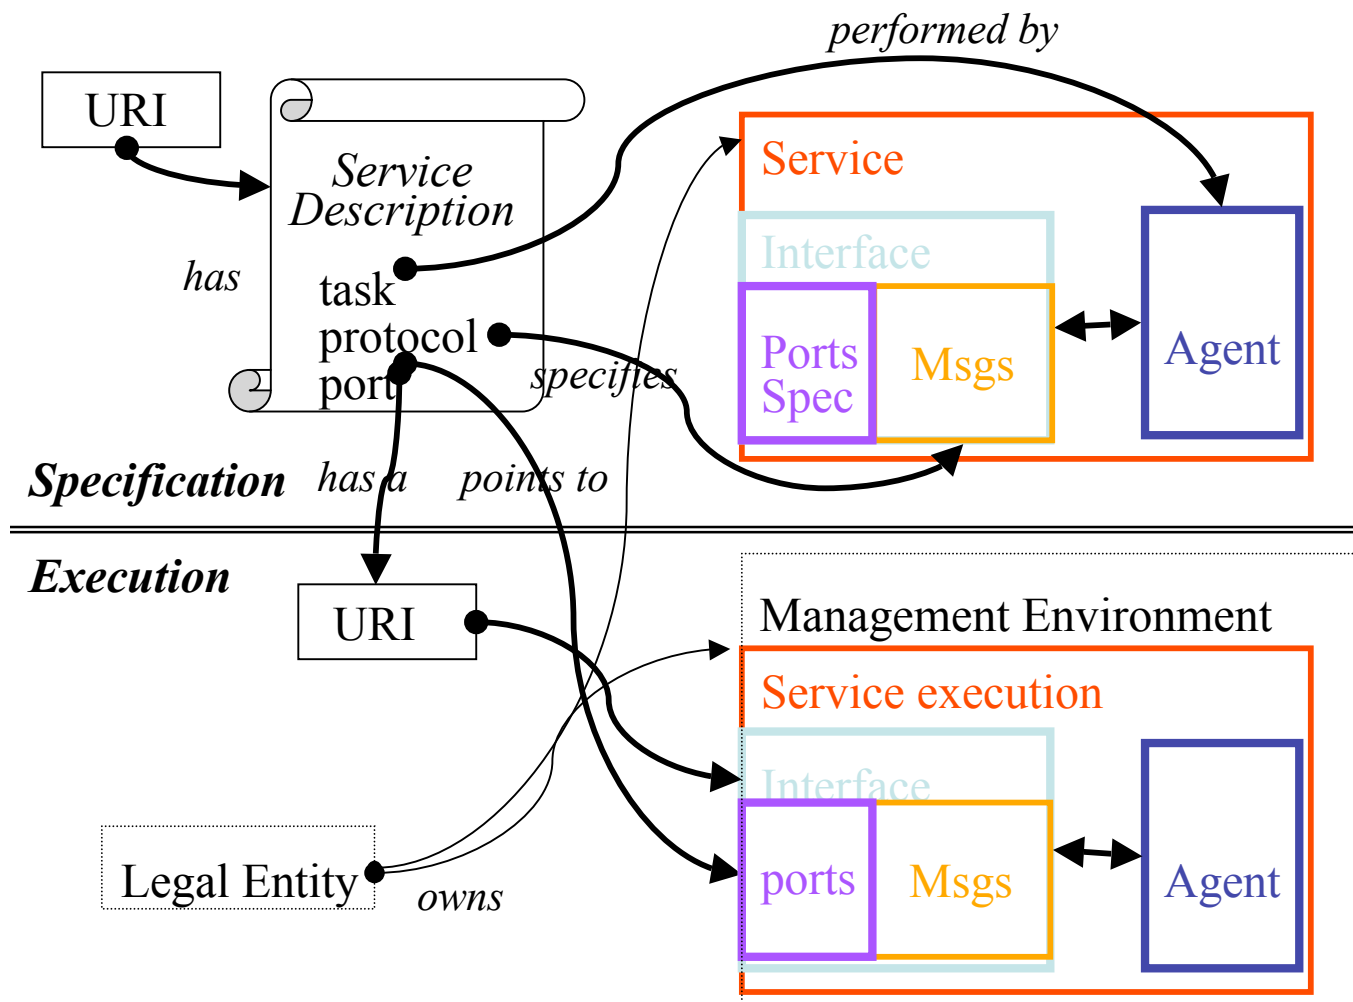 performed by
URI
Service
Description
has
task
protocol
port
specifies
Service
Interface
Ports
Spec
Msgs
Agent
Specification
has a
points to
Execution
URI
Management Environment
Service execution
Interface
ports
Msgs
Agent
Legal Entity
owns